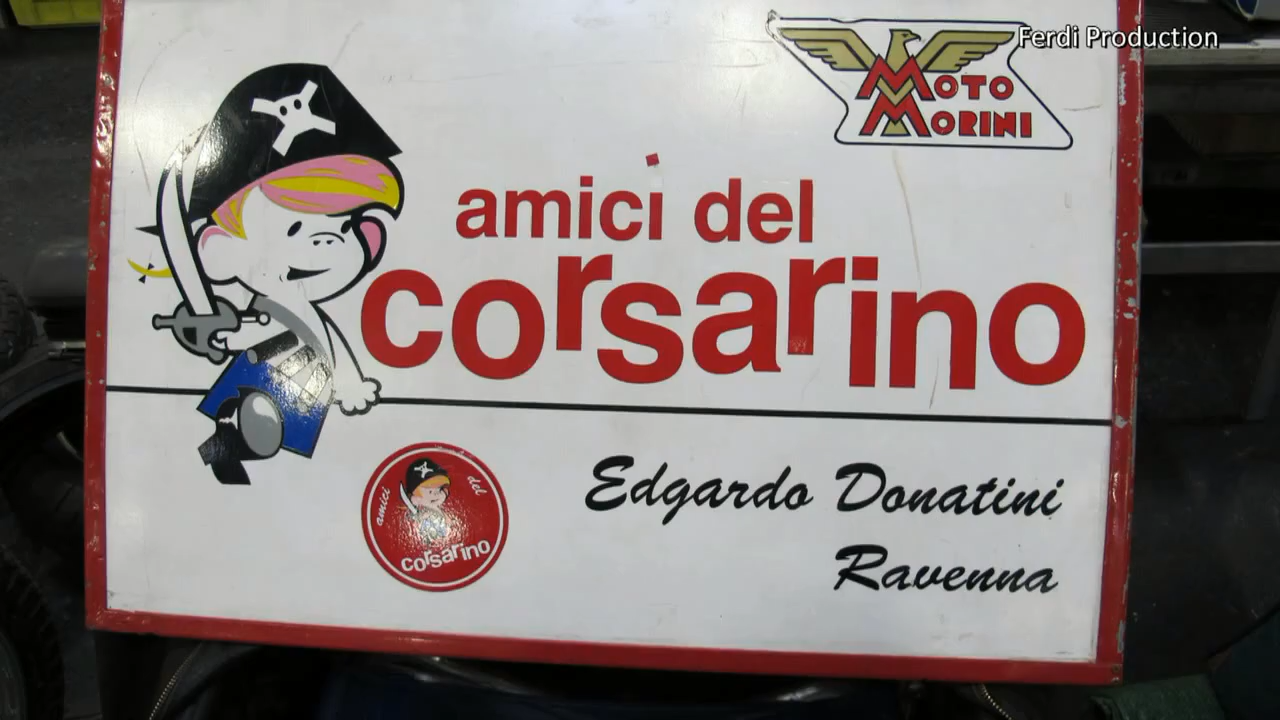 Ferdi Production
MOTO
MORINI
amici del
corsarino
amici del
corsarino
Edgardo Donatini
Ravenna